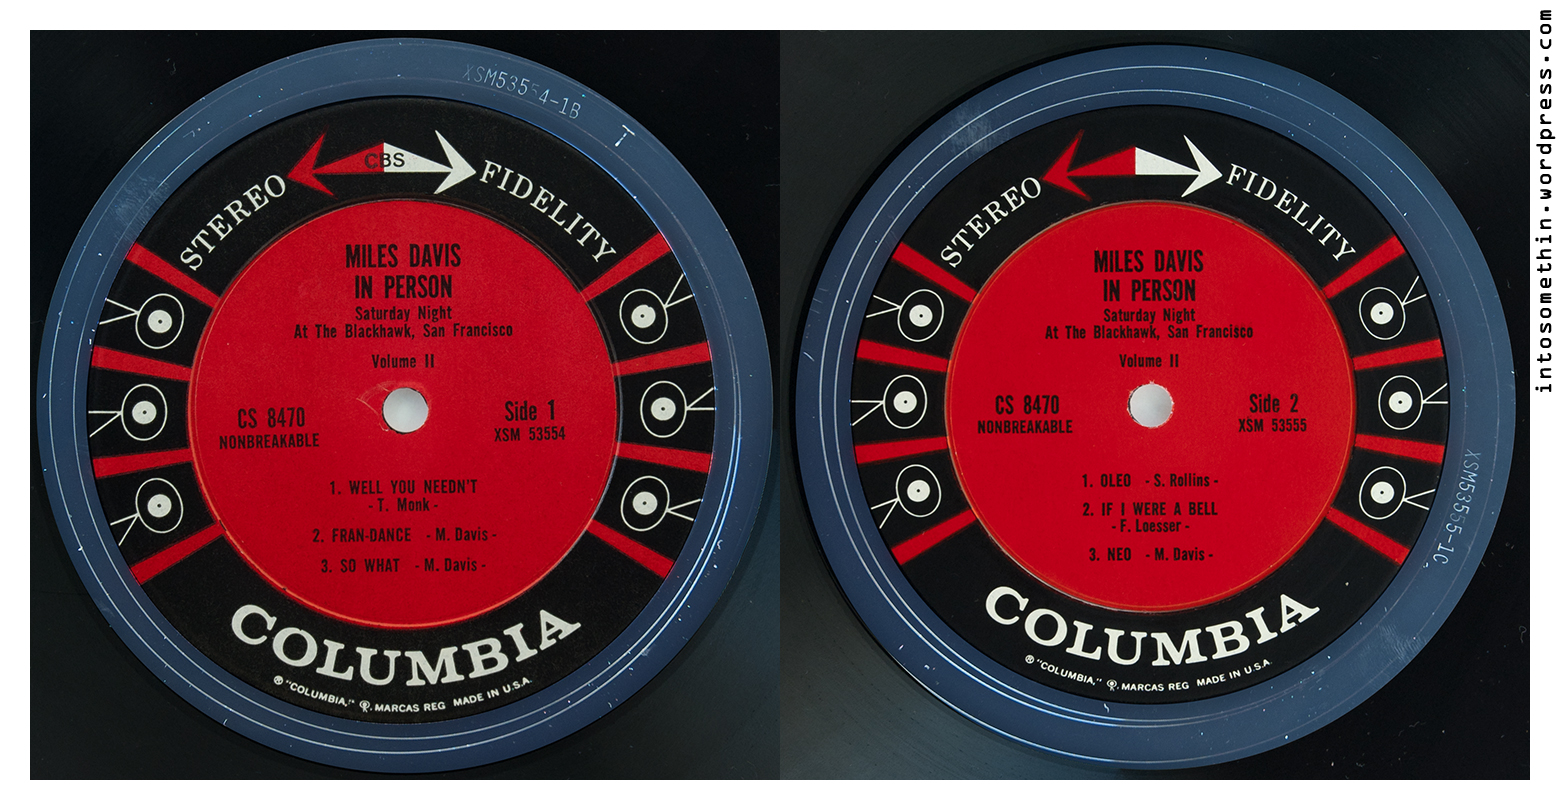 XSM53554-1B
T
CBS
STEREO FIDELITY
MILES DAVIS
IN PERSON
Saturday Night
At The Blackhawk, San Francisco
Volume II
CS 8470
NONBREAKABLE
Side 1
XSM 53554
1. WELL YOU NEEDN'T
- T. Monk -
2. FRAN-DANCE - M. Davis -
3. SO WHAT - M. Davis -
COLUMBIA
® "COLUMBIA," MARCAS REG MADE IN U.S.A.
STEREO FIDELITY
MILES DAVIS
IN PERSON
Saturday Night
At The Blackhawk, San Francisco
Volume II
CS 8470
NONBREAKABLE
Side 2
XSM 53555
1. OLEO - S. Rollins -
2. IF I WERE A BELL
- F. Loesser -
3. NEO - M. Davis -
COLUMBIA
® "COLUMBIA," MARCAS REG MADE IN U.S.A.
XSM53555-1C
intosomethin.wordpress.com